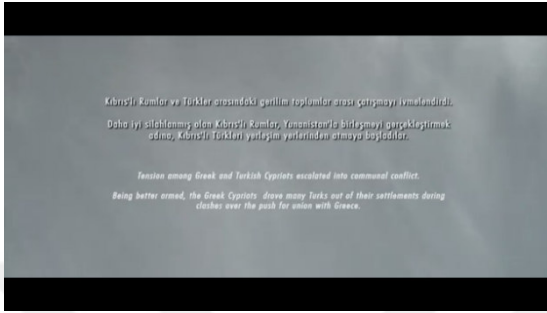 Kıbrıs'lı Rumlar ve Türkler arasındaki gerilim toplumlar arası çatışmayı ivmelendirdi.
Daha iyi silahlanmış olan Kıbrıs'lı Rumlar, Yunanistan'la birleşmeyi gerçekleştirmek
adına, Kıbrıs'lı Türkleri yerleşim yerlerinden atmaya başladılar.
Tension among Greek and Turkish Cypriots escalated into communal conflict.
Being better armed, the Greek Cypriots drove many Turks out of their settlements during
clashes over the push for union with Greece.